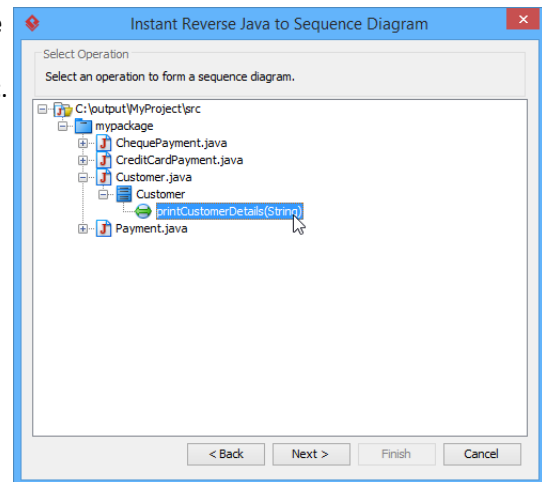 Instant Reverse Java to Sequence Diagram
Select Operation
Select an operation to form a sequence diagram.
C:\output\MyProject\src
mypackage
ChequePayment.java
CreditCardPayment.java
Customer.java
Customer
printCustomerDetails(String)
Payment.java
< Back Next > Finish Cancel